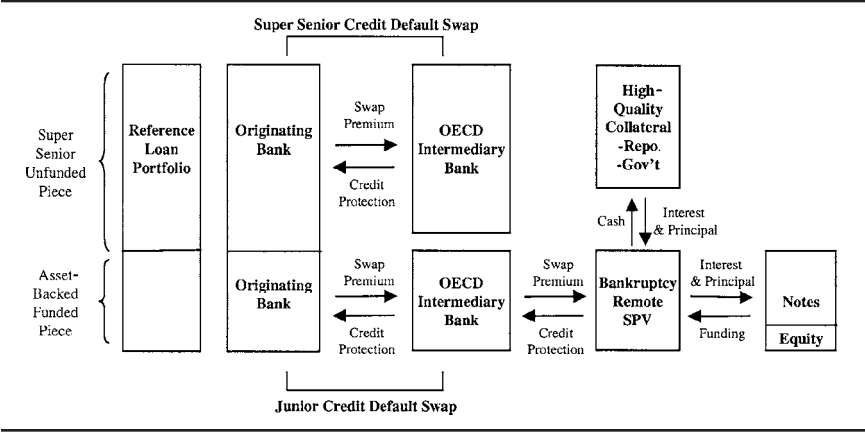 Super Senior Credit Default Swap
Super
Senior
Unfunded
Piece
Reference
Loan
Portfolio
Originating
Bank
Swap
Premium
Credit
Protection
OECD
Intermediary
Bank
High-
Quality
Collateral
-Repo.
-Gov't
Cash
Interest
& Principal
Asset-
Backed
Funded
Piece
Originating
Bank
Swap
Premium
Credit
Protection
OECD
Intermediary
Bank
Swap
Premium
Credit
Protection
Bankruptcy
Remote
SPV
Interest
& Principal
Funding
Notes
Equity
Junior Credit Default Swap